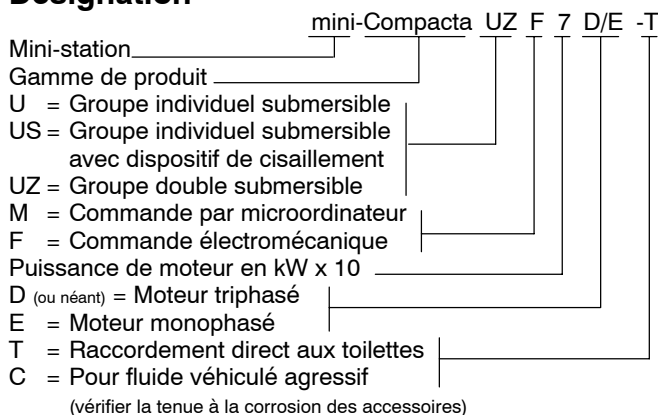 Désignation
mini-Compacta UZ F 7 D/E -T
Mini-station
Gamme de produit
U = Groupe individuel submersible
US = Groupe individuel submersible
avec dispositif de cisaillement
UZ = Groupe double submersible
M = Commande par microordinateur
F = Commande électromécanique
Puissance de moteur en kW x 10
D (ou néant) = Moteur triphasé
E = Moteur monophasé
T = Raccordement direct aux toilettes
C = Pour fluide véhiculé agressif
(vérifier la tenue à la corrosion des accessoires)